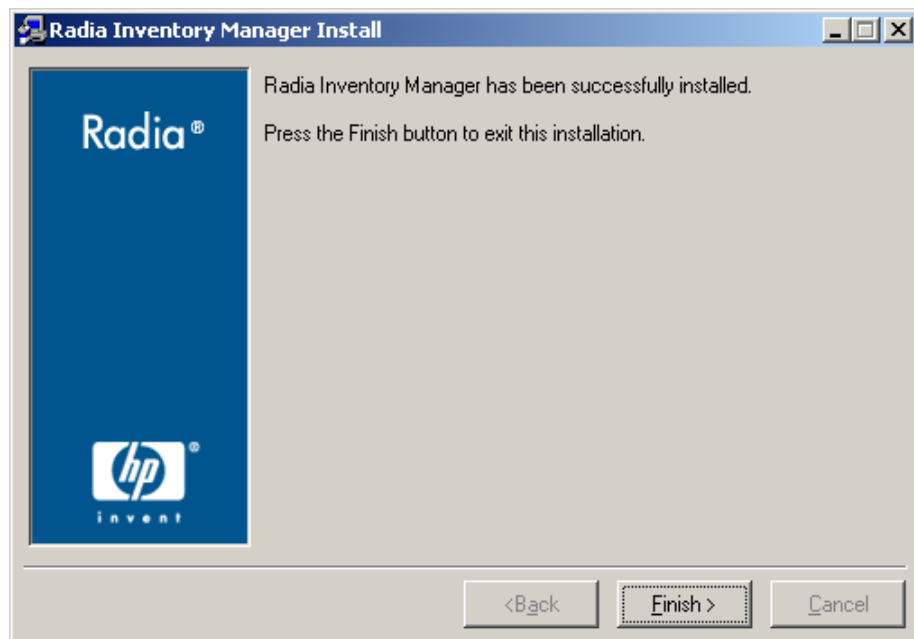 Radia Inventory Manager Install
Radia Inventory Manager has been successfully installed.
Press the Finish button to exit this installation.
Radia®
hp®
invent
<Back
Finish >
Cancel